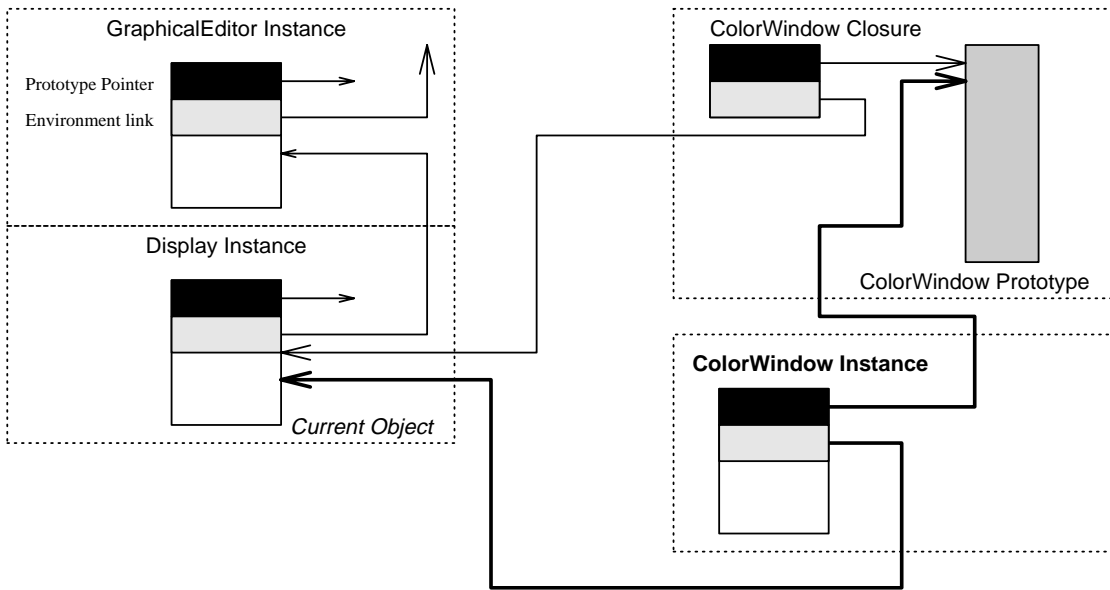 GraphicalEditor Instance
Prototype Pointer
Environment link
Display Instance
Current Object
ColorWindow Closure
ColorWindow Prototype
ColorWindow Instance